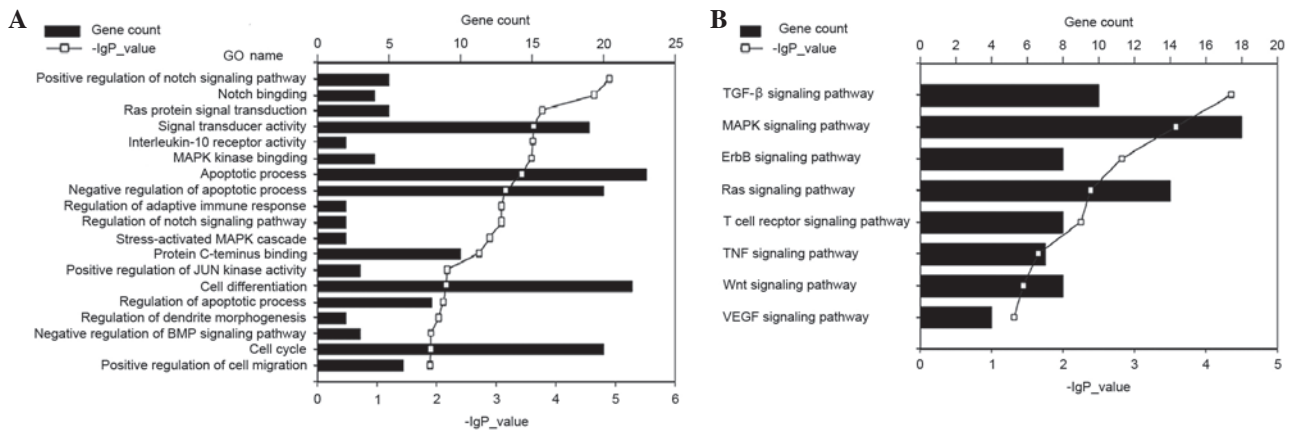 A
Gene count
-lgP_value
GO name
Gene count
0 5 10 15 20 25
Positive regulation of notch signaling pathway
Notch bingding
Ras protein signal transduction
Signal transducer activity
Interleukin-10 receptor activity
MAPK kinase bingding
Apoptotic process
Negative regulation of apoptotic process
Regulation of adaptive immune response
Regulation of notch signaling pathway
Stress-activated MAPK cascade
Protein C-teminus binding
Positive regulation of JUN kinase activity
Cell differentiation
Regulation of apoptotic process
Regulation of dendrite morphogenesis
Negative regulation of BMP signaling pathway
Cell cycle
Positive regulation of cell migration
0 1 2 3 4 5 6
-lgP_value
B
Gene count
-lgP_value
Gene count
0 2 4 6 8 10 12 14 16 18 20
TGF-β signaling pathway
MAPK signaling pathway
ErbB signaling pathway
Ras signaling pathway
T cell recptor signaling pathway
TNF signaling pathway
Wnt signaling pathway
VEGF signaling pathway
0 1 2 3 4 5
-lgP_value